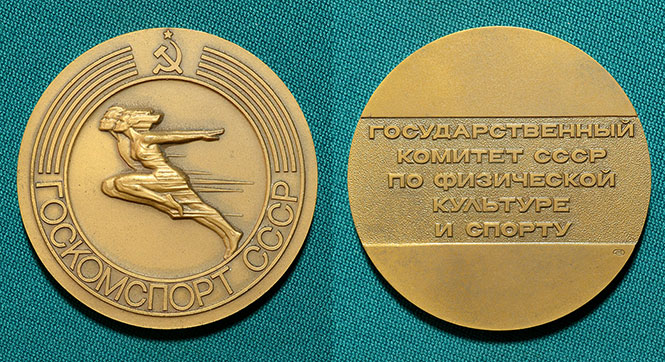 ГОСКОМСПОРТ СССР
ГОСУДАРСТВЕННЫЙ
КОМИТЕТ СССР
ПО ФИЗИЧЕСКОЙ
КУЛЬТУРЕ
И СПОРТУ